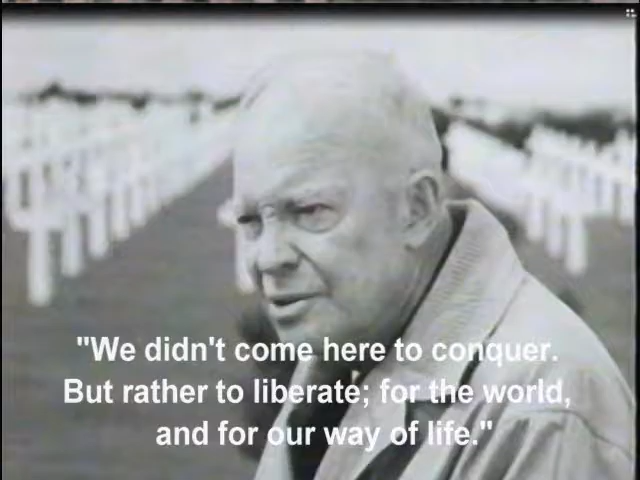 "We didn't come here to conquer.
But rather to liberate; for the world,
and for our way of life."